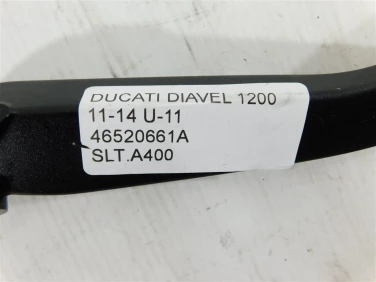 DUCATI DIAVEL 1200
11-14 U-11
46520661A
SLT.A400